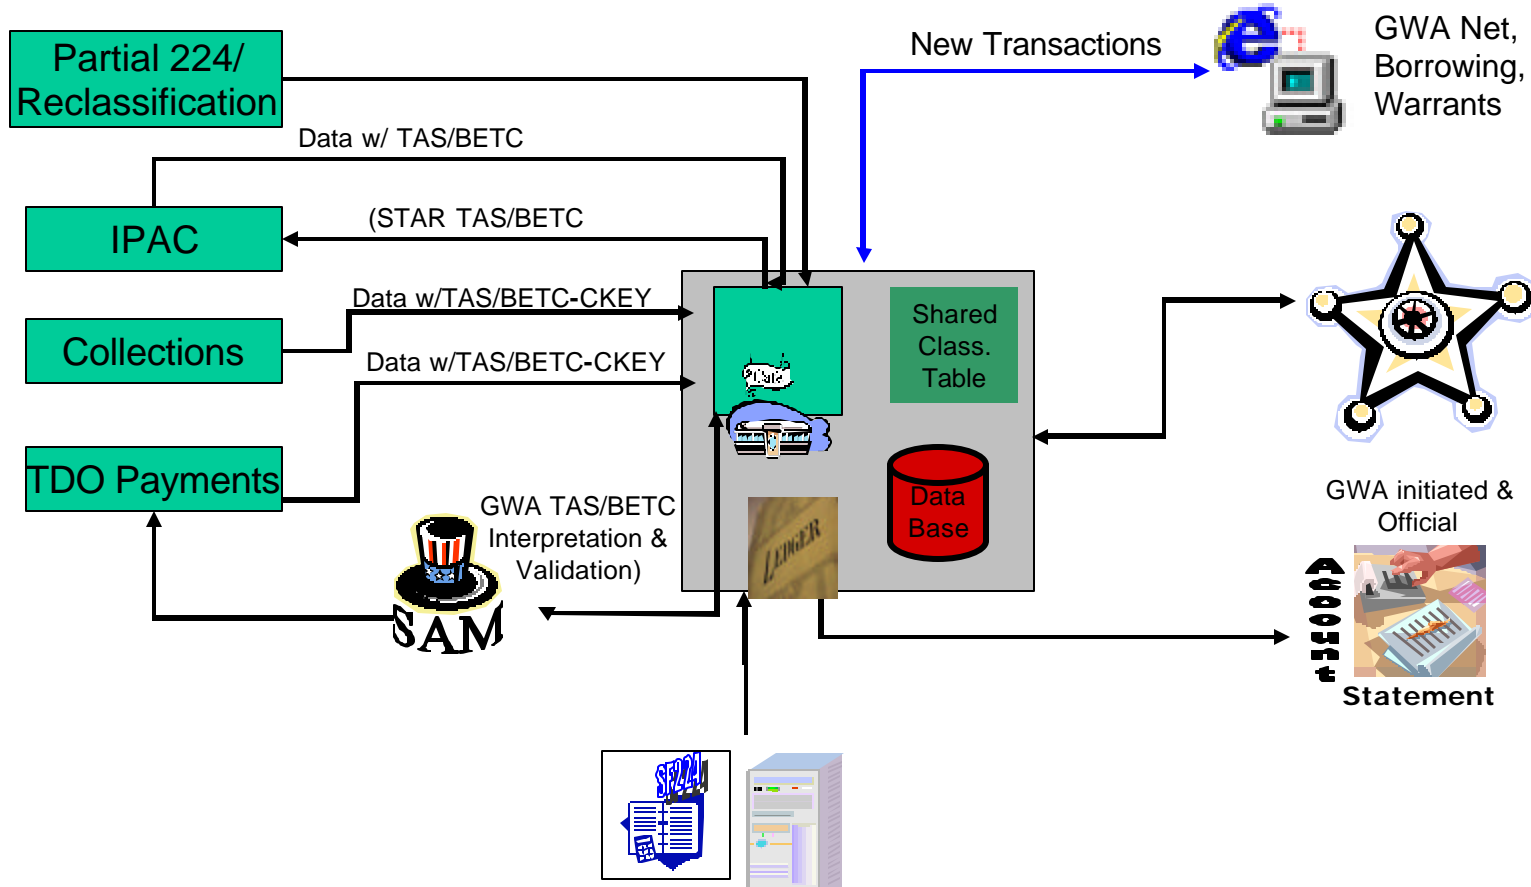 Partial 224/
Reclassification
New Transactions
GWA Net,
Borrowing,
Warrants
Data w/ TAS/BETC
IPAC
(STAR TAS/BETC
Data w/TAS/BETC-CKEY
Collections
Data w/TAS/BETC-CKEY
Shared
Class.
Table
Cafe
TDO Payments
GWA TAS/BETC
Interpretation &
Validation)
Data
Base
LEDGER
SAM
GWA initiated &
Official
Acount
Statement
SF224